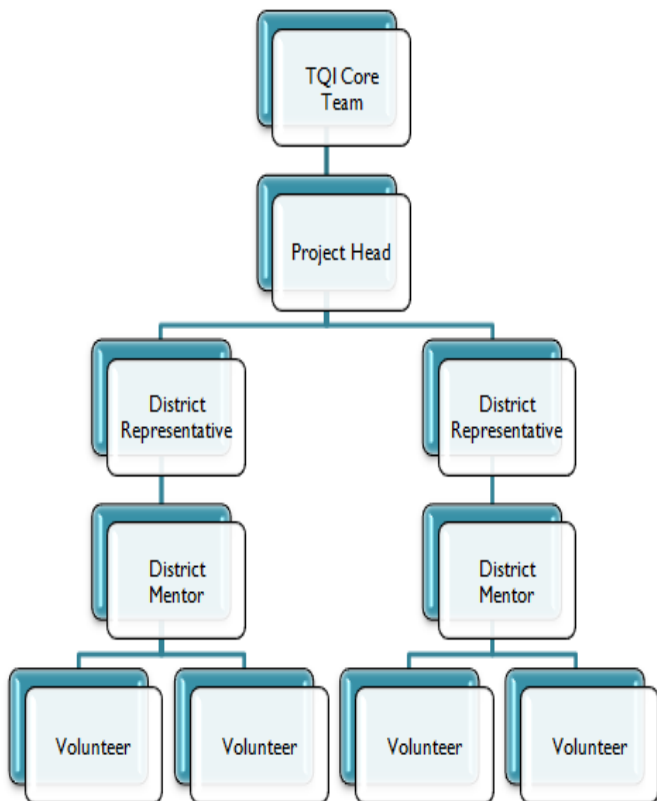 TQI Core
Team
Project Head
District
Representative
District
Representative
District
Mentor
District
Mentor
Volunteer
Volunteer
Volunteer
Volunteer